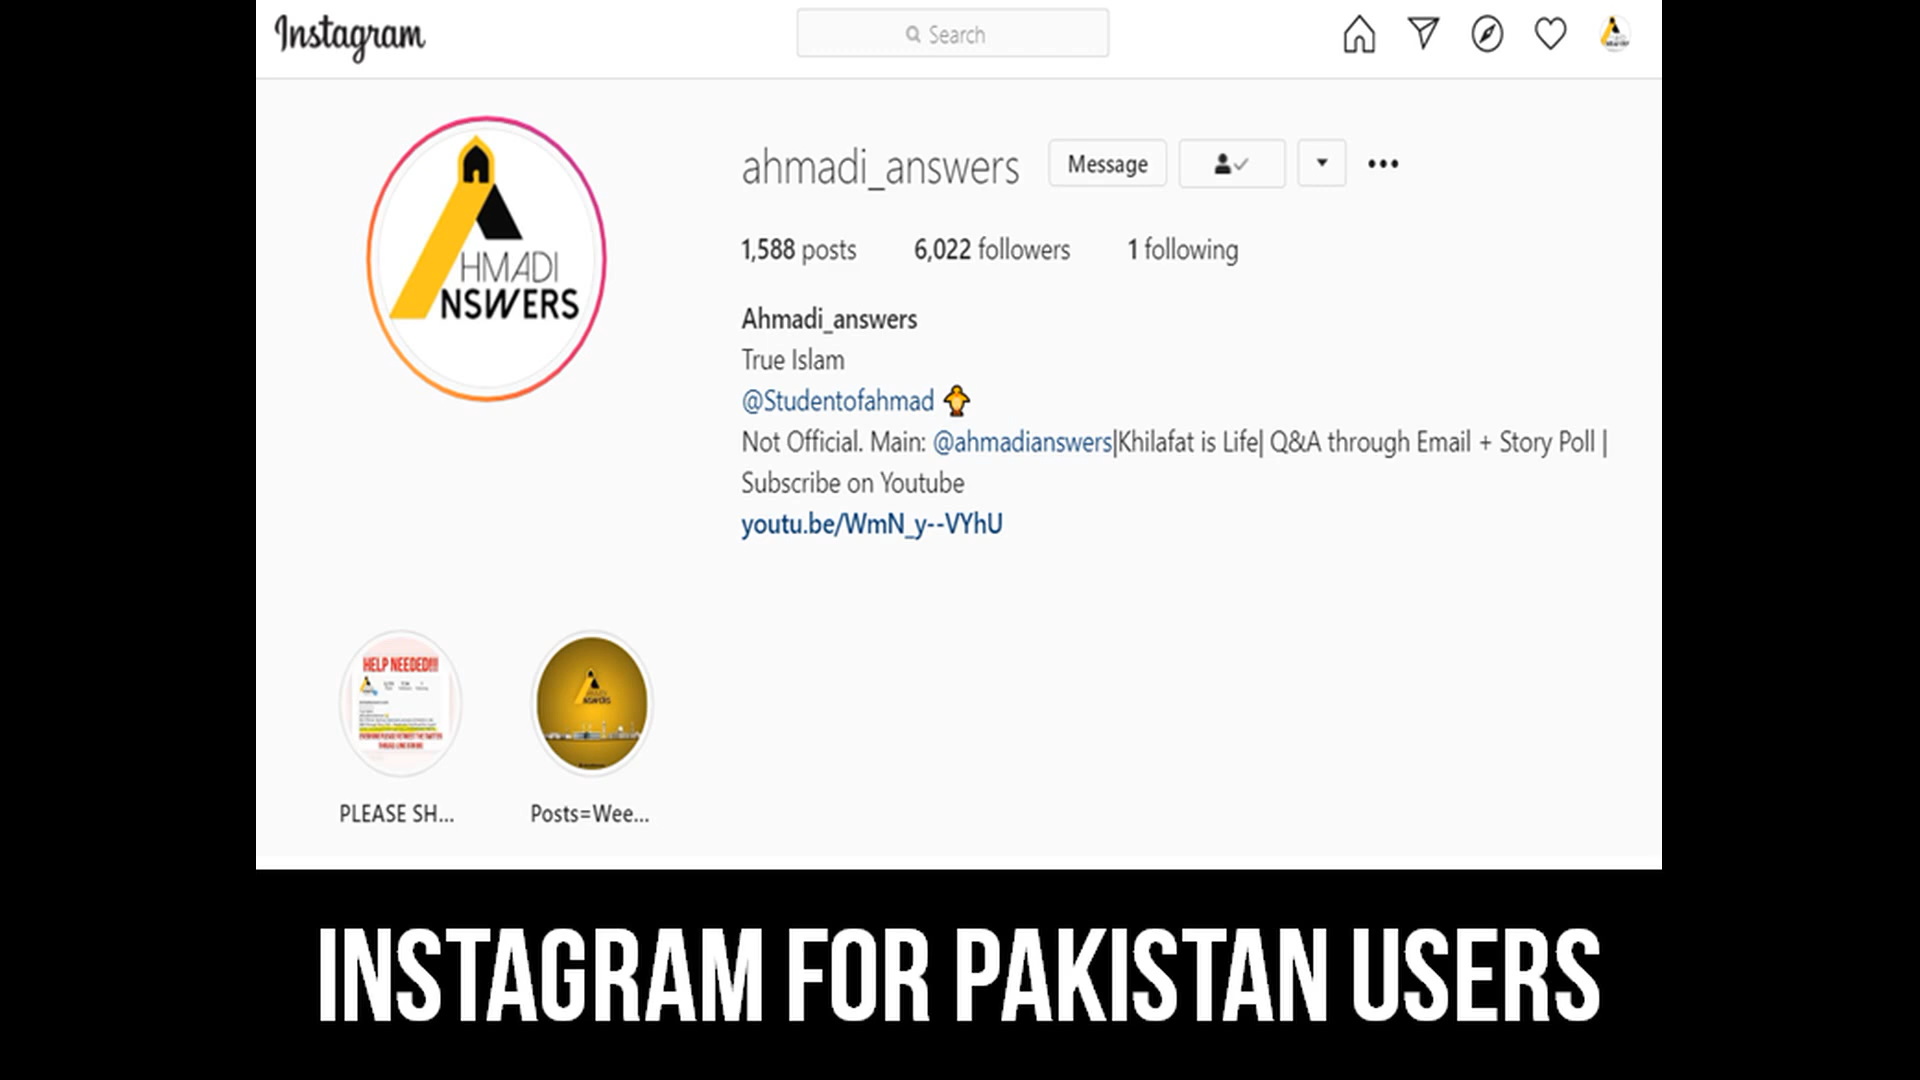 Instagram
Search
ahmadi_answers
Message
1,588 posts 6,022 followers 1 following
HMADI
NSWERS
Ahmadi_answers
True Islam
@Studentofahmad
Not Official. Main: @ahmadianswers|Khilafat is Life| Q&A through Email + Story Poll |
Subscribe on Youtube
youtu.be/WmN_y--VYhU
HELP NEEDED!!!
PLEASE SH...
Posts=Wee...
INSTAGRAM FOR PAKISTAN USERS